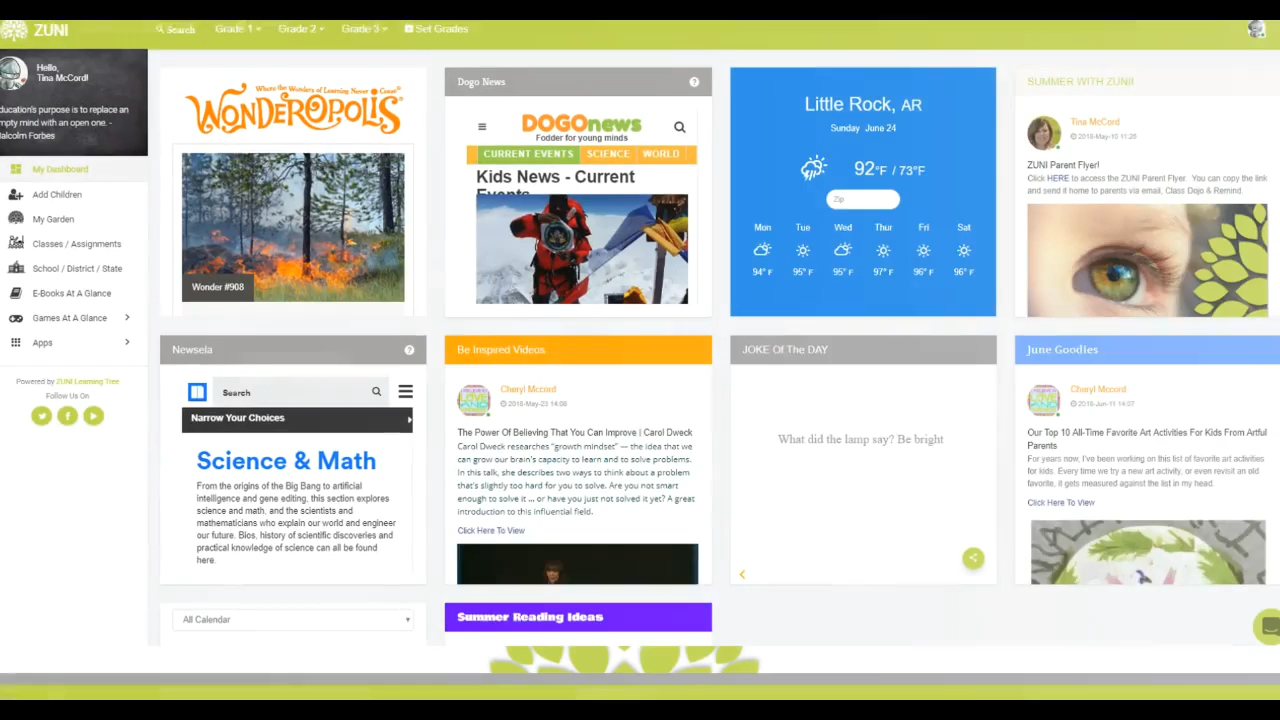 ZUNI
Search
Grade 1
Grade 2
Grade 3
Set Grades
Hello,
Tina McCord!
ducation's purpose is to replace an
mpty mind with an open one. -
alcolm Forbes
My Dashboard
Add Children
My Garden
Classes / Assignments
School / District / State
E-Books At A Glance
Games At A Glance
Apps
Powered by ZUNI Learning Tree
Follow Us On
Where the Wonders of Learning Never Cease
WONDEROPOLIS
Wonder #908
Dogo News
?
DOGOnews
Fodder for young minds
CURRENT EVENTS
SCIENCE
WORLD
Kids News - Current
Events
Little Rock, AR
Sunday June 24
92°F / 73°F
Zip
Mon
Tue
Wed
Thur
Fri
Sat
94° F
95° F
95° F
97° F
96° F
96° F
SUMMER WITH ZUNI!
Tina McCord
2018-May-10 11:26
ZUNI Parent Flyer!
Click HERE to access the ZUNI Parent Flyer. You can copy the link
and send it home to parents via email, Class Dojo & Remind.
Newsela
?
Search
Narrow Your Choices
Science & Math
From the origins of the Big Bang to artificial
intelligence and gene editing, this section explores
science and math, and the scientists and
mathematicians who explain our world and engineer
our future. Bios, history of scientific discoveries and
practical knowledge of science can all be found
here.
Be Inspired Videos
Cheryl Mccord
2018-May-23 14:06
The Power Of Believing That You Can Improve | Carol Dweck
Carol Dweck researches “growth mindset” — the idea that we
can grow our brain's capacity to learn and to solve problems.
In this talk, she describes two ways to think about a problem
that's slightly too hard for you to solve. Are you not smart
enough to solve it ... or have you just not solved it yet? A great
introduction to this influential field.
Click Here To View
JOKE Of The DAY
What did the lamp say? Be bright
June Goodies
Cheryl Mccord
2018-Jun-11 14:07
Our Top 10 All-Time Favorite Art Activities For Kids From Artful
Parents
For years now, I've been working on this list of favorite art activities
for kids. Every time we try a new art activity, or even revisit an old
favorite, it gets measured against the list in my head.
Click Here To View
All Calendar
Summer Reading Ideas